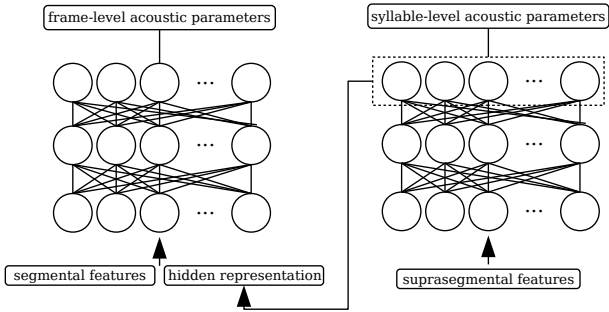 frame-level acoustic parameters
syllable-level acoustic parameters
...
...
...
...
...
...
segmental features
hidden representation
suprasegmental features